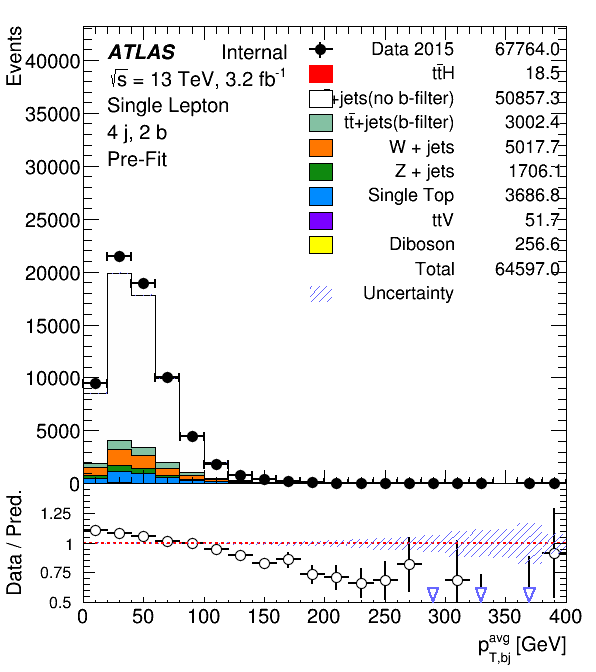 Events
40000
35000
30000
25000
20000
15000
10000
5000
0
ATLAS Internal
√s = 13 TeV, 3.2 fb⁻¹
Single Lepton
4 j, 2 b
Pre-Fit
Data 2015 67764.0
tt̄H 18.5
+jets(no b-filter) 50857.3
tt̄+jets(b-filter) 3002.4
W + jets 5017.7
Z + jets 1706.1
Single Top 3686.8
ttV 51.7
Diboson 256.6
Total 64597.0
Uncertainty
Data / Pred.
1.25
1
0.75
0.5
0 50 100 150 200 250 300 350 400
p_{T,bj}^{avg} [GeV]